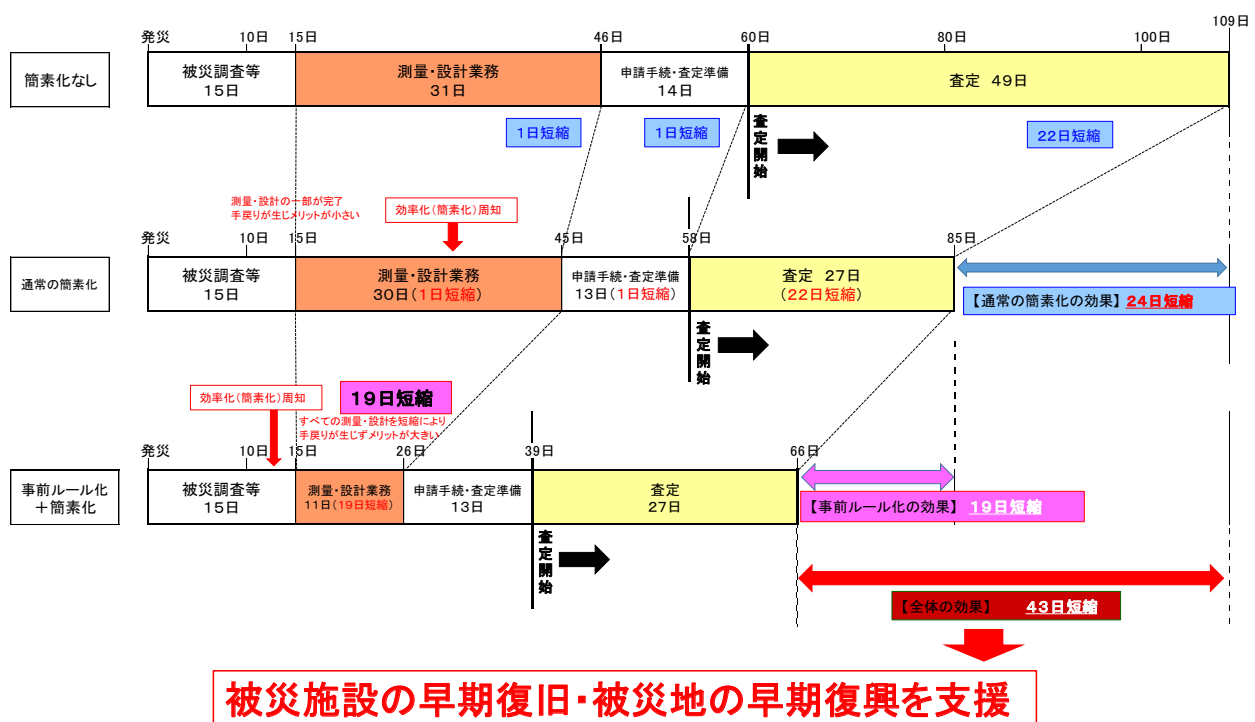 109日
発災
10日
15日
46日
60日
80日
100日
簡素化なし
被災調査等
15日
測量・設計業務
31日
申請手続・査定準備
14日
査定 49日
1日短縮
1日短縮
査定開始
22日短縮
測量・設計の一部が完了
手戻りが生じメリットが小さい
効率化(簡素化)周知
発災
10日
15日
45日
58日
85日
通常の簡素化
被災調査等
15日
測量・設計業務
30日(1日短縮)
申請手続・査定準備
13日(1日短縮)
査定 27日
(22日短縮)
【通常の簡素化の効果】 24日短縮
査定開始
効率化(簡素化)周知
19日短縮
すべての測量・設計を短縮により
手戻りが生じずメリットが大きい
発災
10日
15日
26日
39日
66日
事前ルール化
+簡素化
被災調査等
15日
測量・設計業務
11日(19日短縮)
申請手続・査定準備
13日
査定
27日
【事前ルール化の効果】 19日短縮
査定開始
【全体の効果】 43日短縮
被災施設の早期復旧・被災地の早期復興を支援